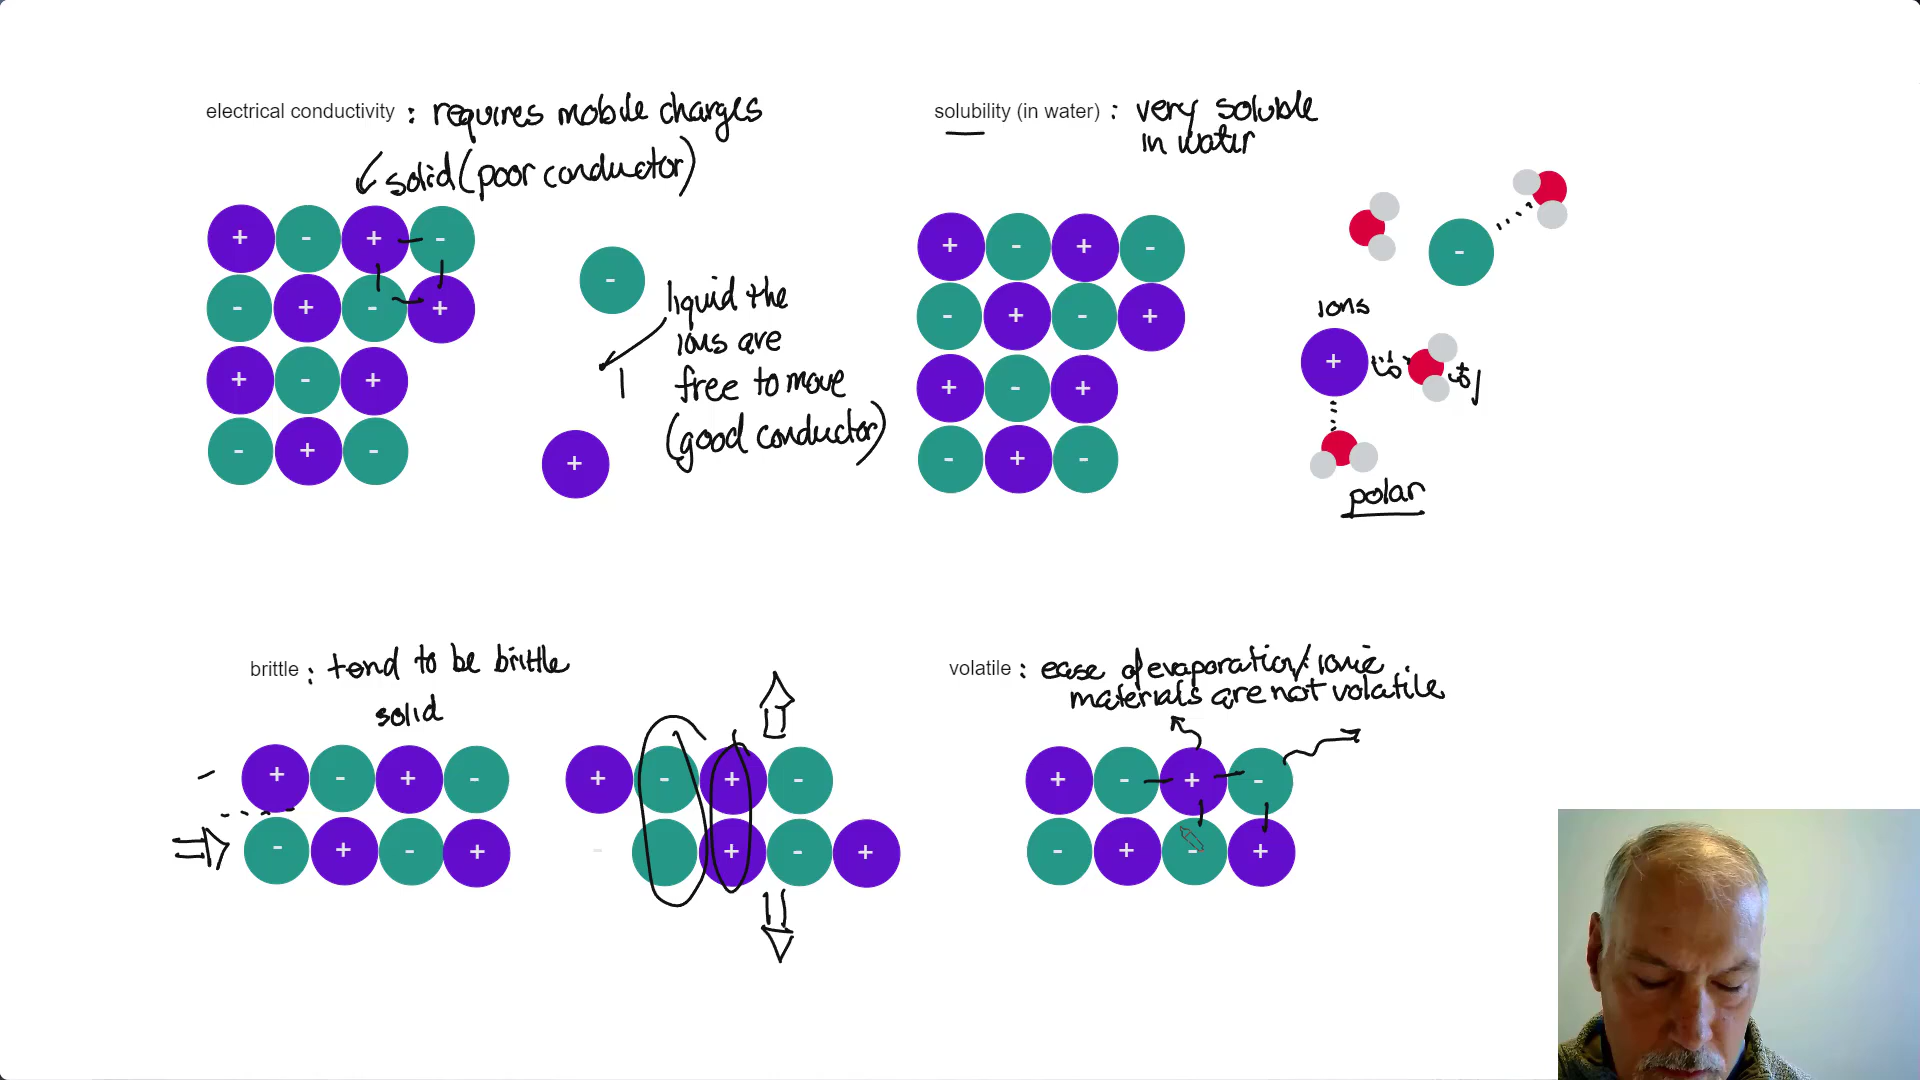 electrical conductivity : requires mobile charges
solid (poor conductor)
+ - + -
- + - +
+ - +
- + -
-
liquid the
ions are
free to move
(good conductor)
+
solubility (in water) : very soluble
in water
+ - + -
- + - +
+ - +
- + -
-
ions
+ δ- δ+
polar
brittle : tend to be brittle
solid
+ - + -
- + - +
+ - + -
- + - +
volatile : ease of evaporation/: ionic
materials are not volatile
+ - + -
- + - +